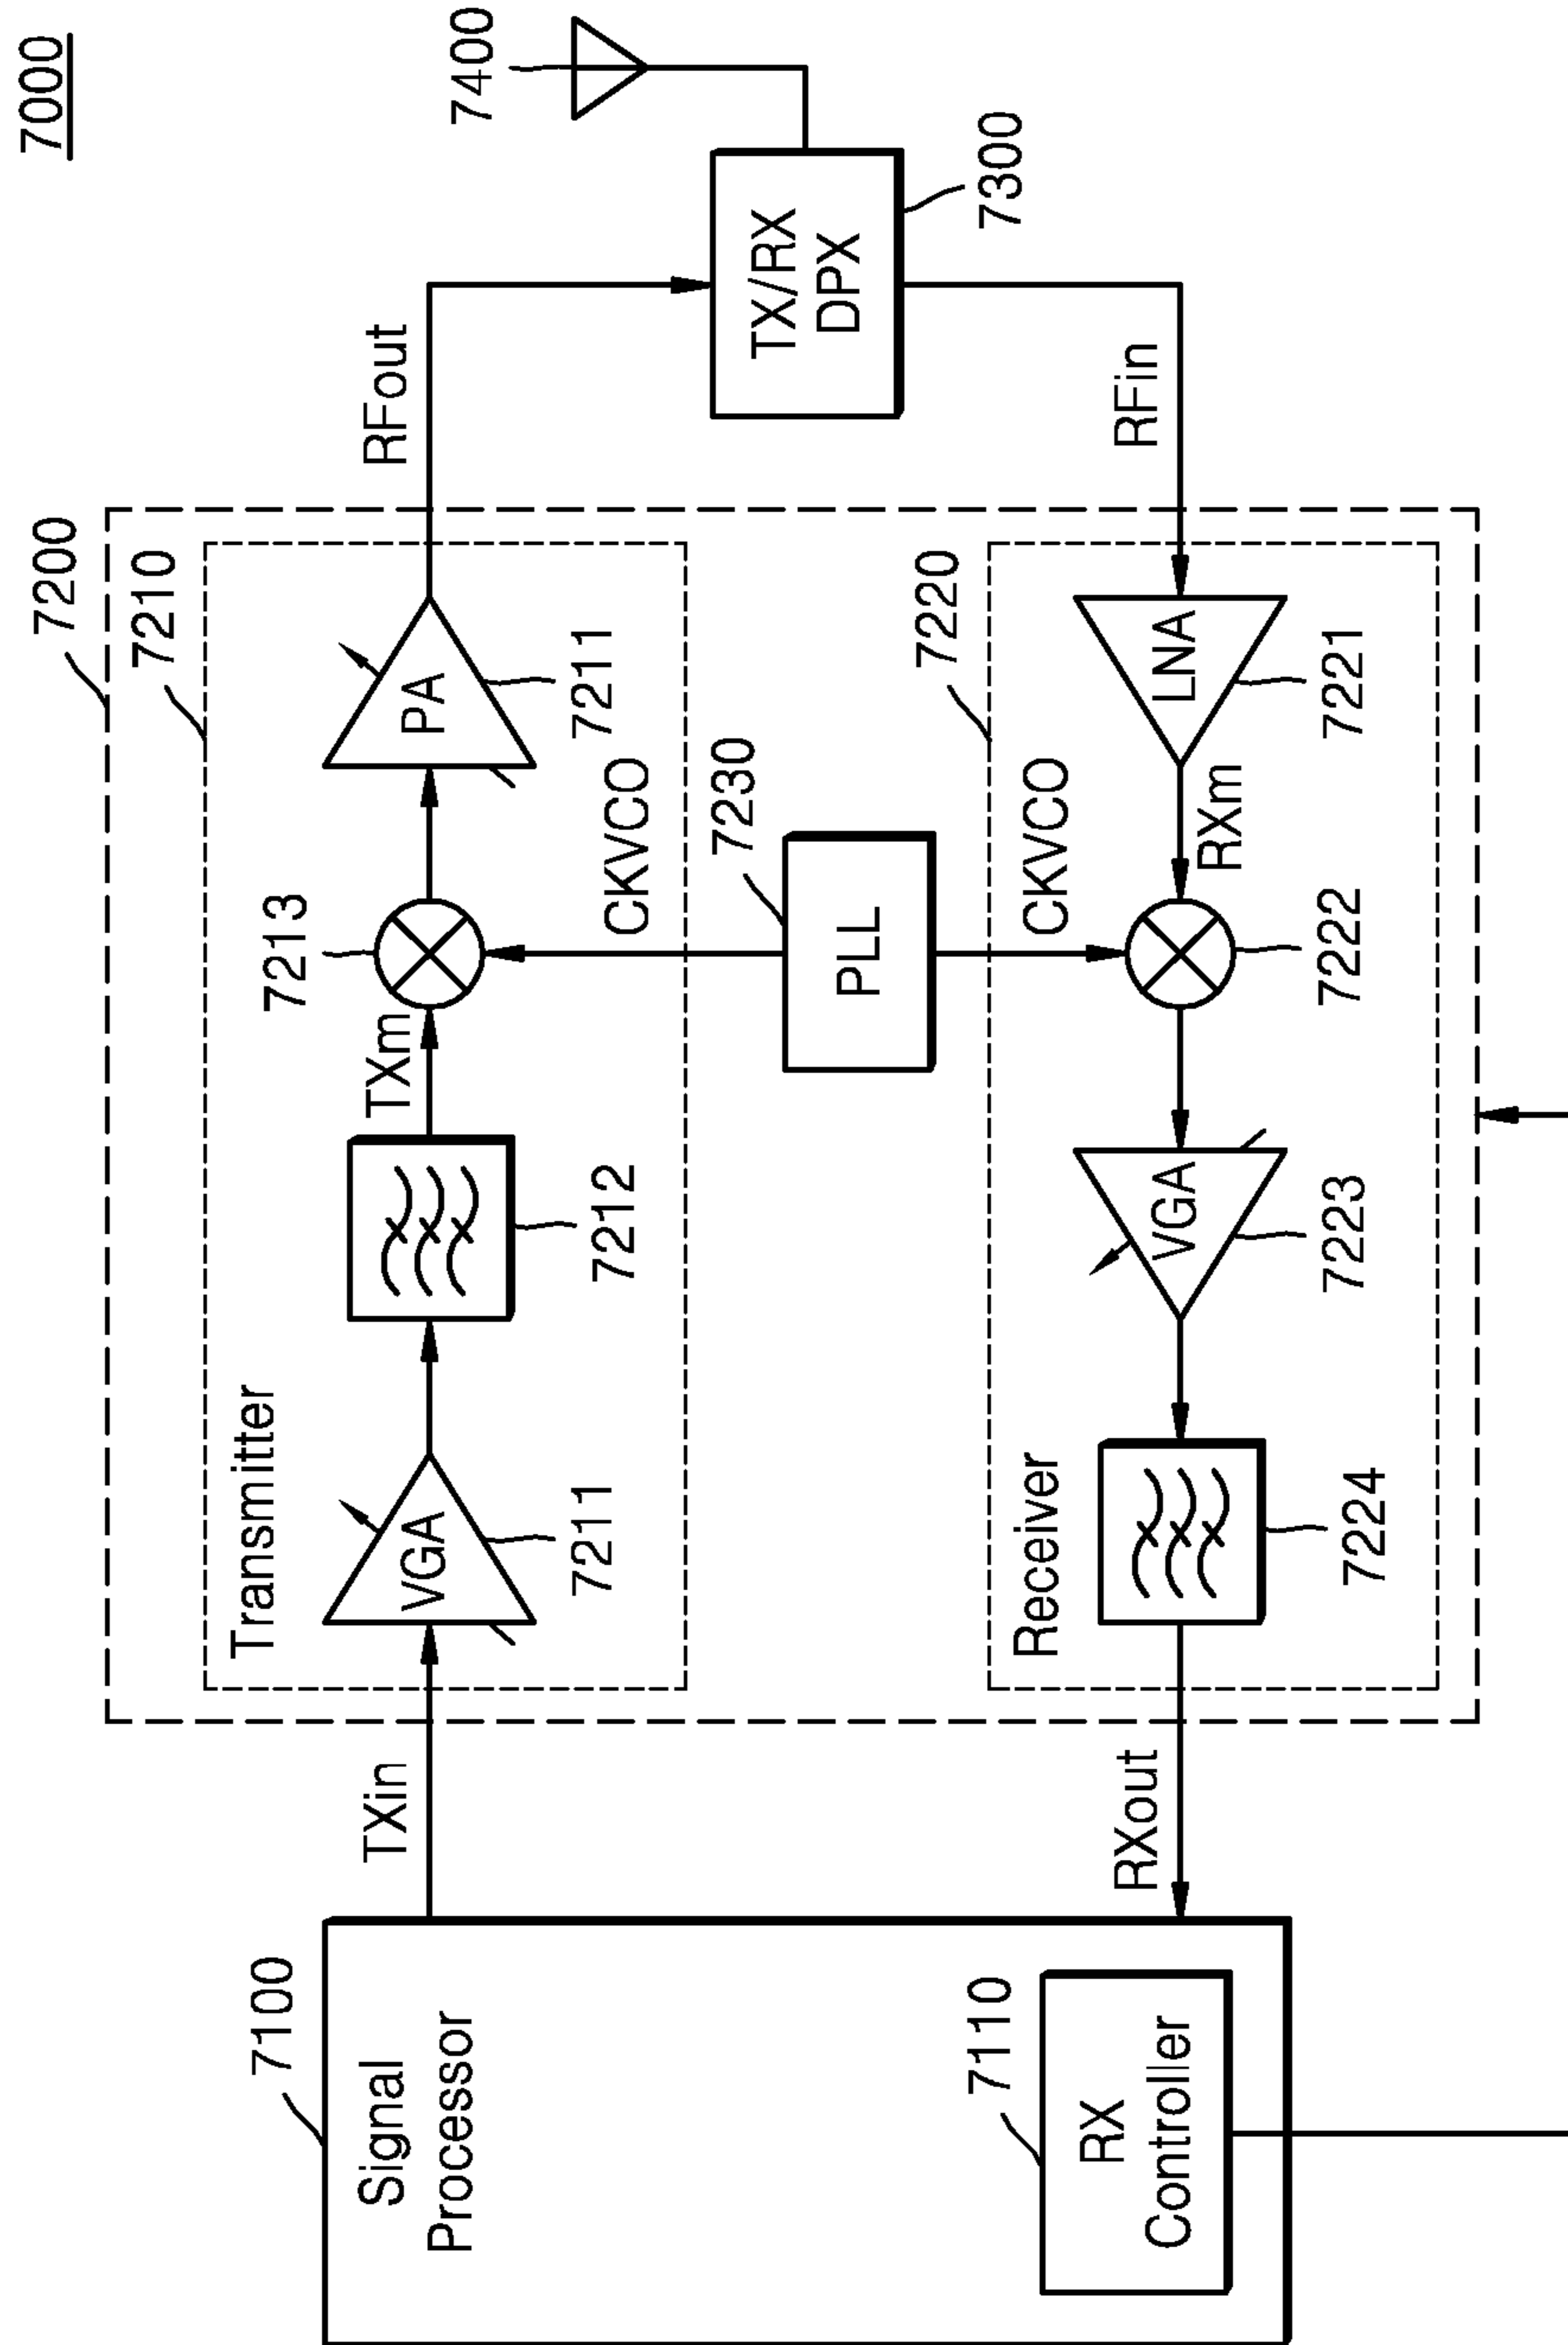 7000
7200
7210
Transmitter
7100
Signal
Processor
TXin
VGA
7211
7212
TXm
7213
PA
7211
RFout
7400
CKVCO
7230
PLL
TX/RX
DPX
7300
7220
CKVCO
Receiver
7110
RX
Controller
RXout
7224
VGA
7223
7222
RXm
LNA
7221
RFin